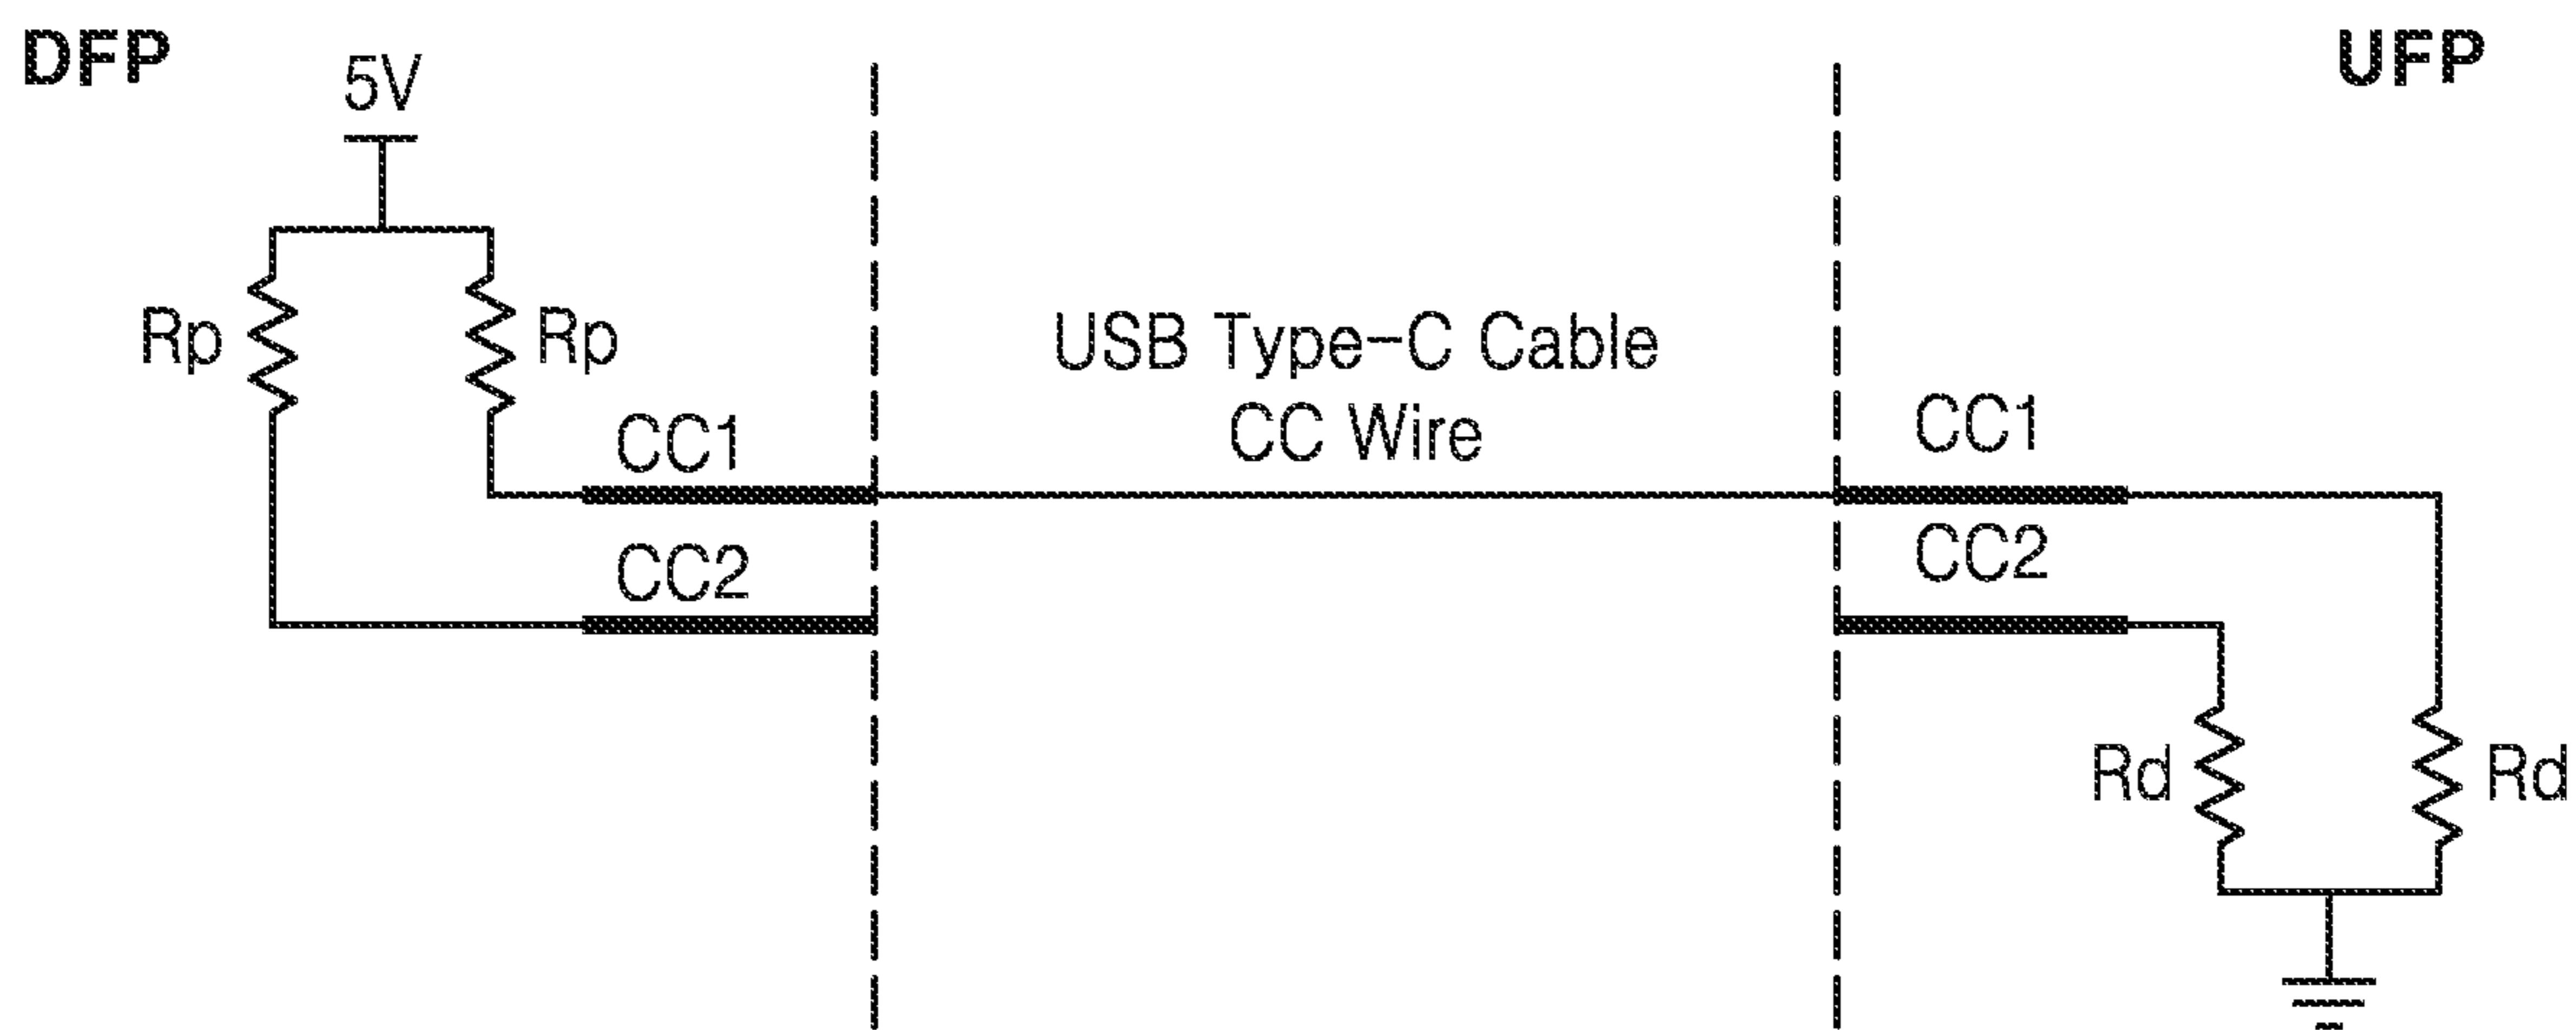 DFP
UFP
5V
Rp
Rp
USB Type-C Cable
CC Wire
CC1
CC1
CC2
CC2
Rd
Rd